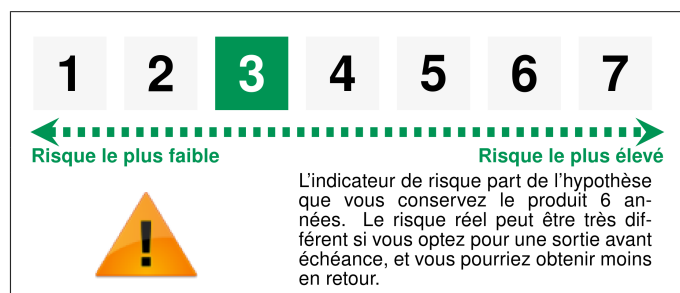 1 2 3 4 5 6 7
Risque le plus faible Risque le plus élevé
L'indicateur de risque part de l'hypothèse
que vous conservez le produit 6 an-
nées. Le risque réel peut être très dif-
férent si vous optez pour une sortie avant
échéance, et vous pourriez obtenir moins
en retour.
!